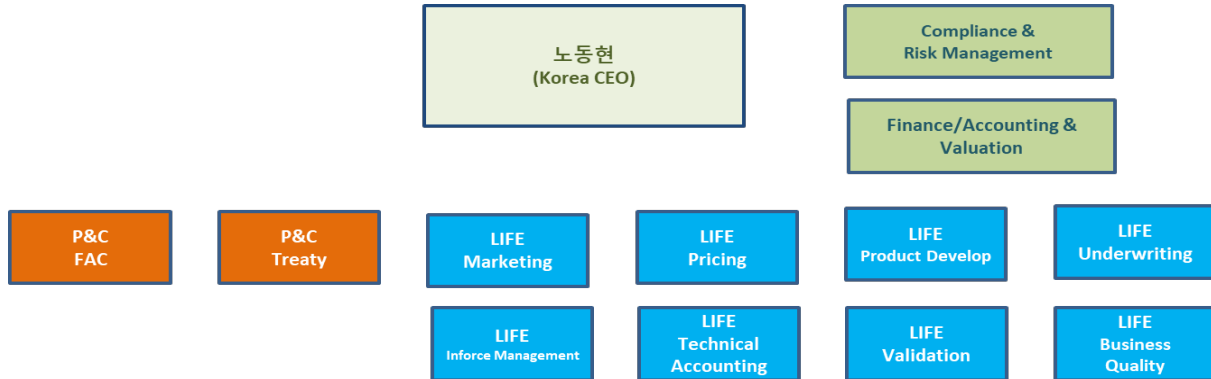 노동현
(Korea CEO)
Compliance &
Risk Management
Finance/Accounting &
Valuation
P&C
FAC
P&C
Treaty
LIFE
Marketing
LIFE
Pricing
LIFE
Product Develop
LIFE
Underwriting
LIFE
Inforce Management
LIFE
Technical
Accounting
LIFE
Validation
LIFE
Business
Quality